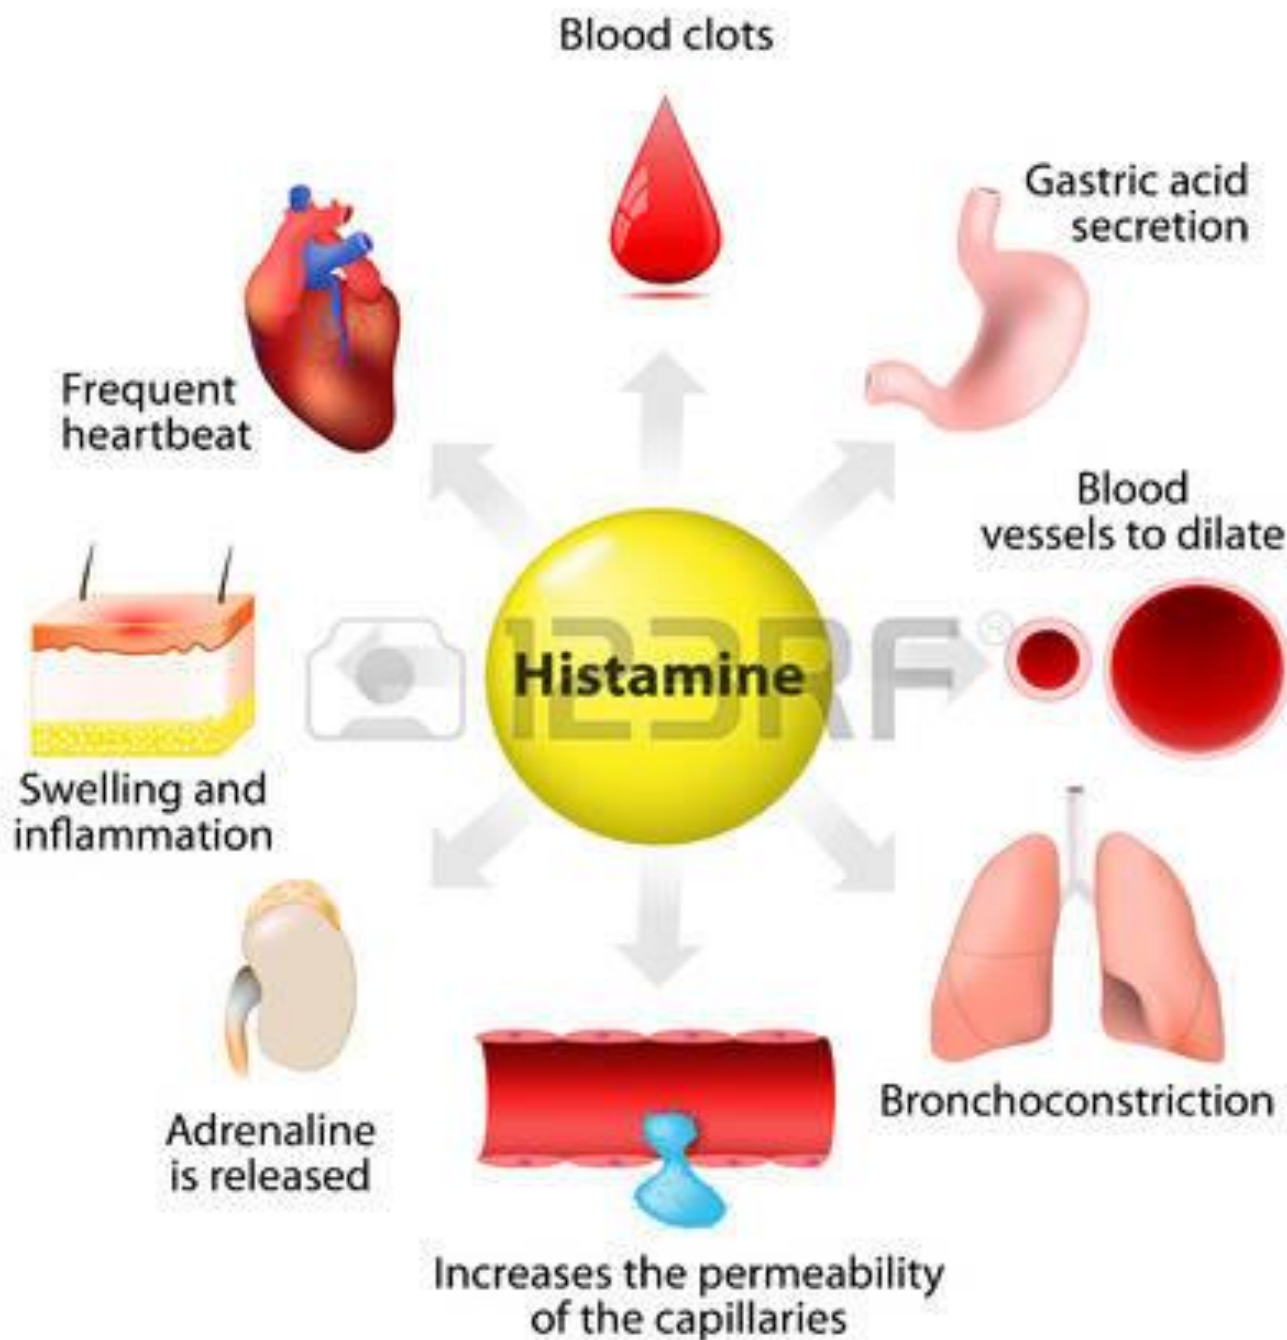 Blood clots
Gastric acid
secretion
Frequent
heartbeat
Blood
vessels to dilate
123RF®
Histamine
Swelling and
inflammation
Bronchoconstriction
Adrenaline
is released
Increases the permeability
of the capillaries